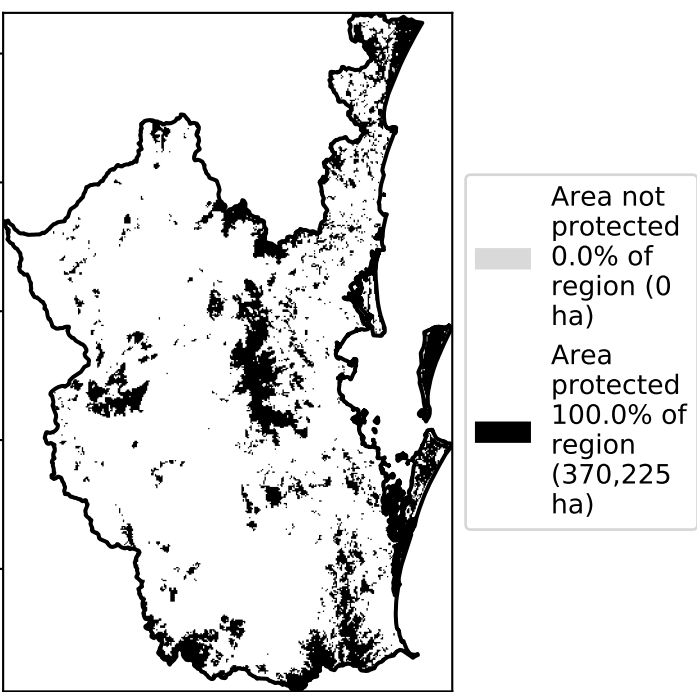 Area not
protected
0.0% of
region (0
ha)
Area
protected
100.0% of
region
(370,225
ha)